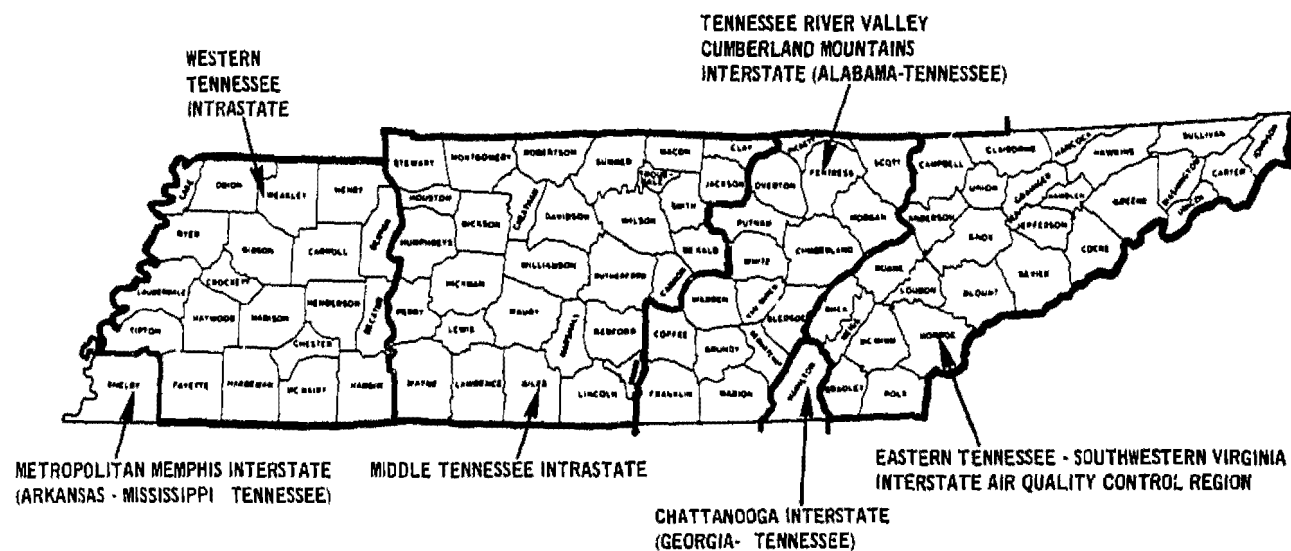 TENNESSEE RIVER VALLEY
CUMBERLAND MOUNTAINS
INTERSTATE (ALABAMA-TENNESSEE)
WESTERN
TENNESSEE
INTRASTATE
STEWART
MONTGOMERY
ROBERTSON
SUMNER
MACON
CLAY
PICKETT
SCOTT
CAMPBELL
CLAIBORNE
HANCOCK
HAWKINS
SULLIVAN
JOHNSON
LAKE
OBION
WEAKLEY
HENRY
HOUSTON
DICKSON
CHEATHAM
DAVIDSON
WILSON
SMITH
JACKSON
OVERTON
FENTRESS
UNION
GRAINGER
HAMBLEN
GREENE
WASHINGTON
CARTER
DYER
GIBSON
CARROLL
BENTON
HUMPHREYS
WILLIAMSON
RUTHERFORD
CANNON
DE KALB
PUTNAM
WHITE
CUMBERLAND
MORGAN
ANDERSON
KNOX
JEFFERSON
COCKE
SEVIER
LAUDERDALE
CROCKETT
HAYWOOD
MADISON
HENDERSON
DECATUR
PERRY
HICKMAN
LEWIS
MAURY
MARSHALL
BEDFORD
COFFEE
WARREN
VAN BUREN
BLEDSOE
RHEA
MEIGS
ROANE
LOUDON
BLOUNT
TIPTON
CHESTER
GRUNDY
SEQUATCHIE
MC MINN
MONROE
SHELBY
FAYETTE
HARDEMAN
MC NAIRY
HARDIN
WAYNE
LAWRENCE
GILES
LINCOLN
FRANKLIN
MARION
HAMILTON
BRADLEY
POLK
METROPOLITAN MEMPHIS INTERSTATE
(ARKANSAS - MISSISSIPPI TENNESSEE)
MIDDLE TENNESSEE INTRASTATE
EASTERN TENNESSEE - SOUTHWESTERN VIRGINIA
INTERSTATE AIR QUALITY CONTROL REGION
CHATTANOOGA INTERSTATE
(GEORGIA- TENNESSEE)